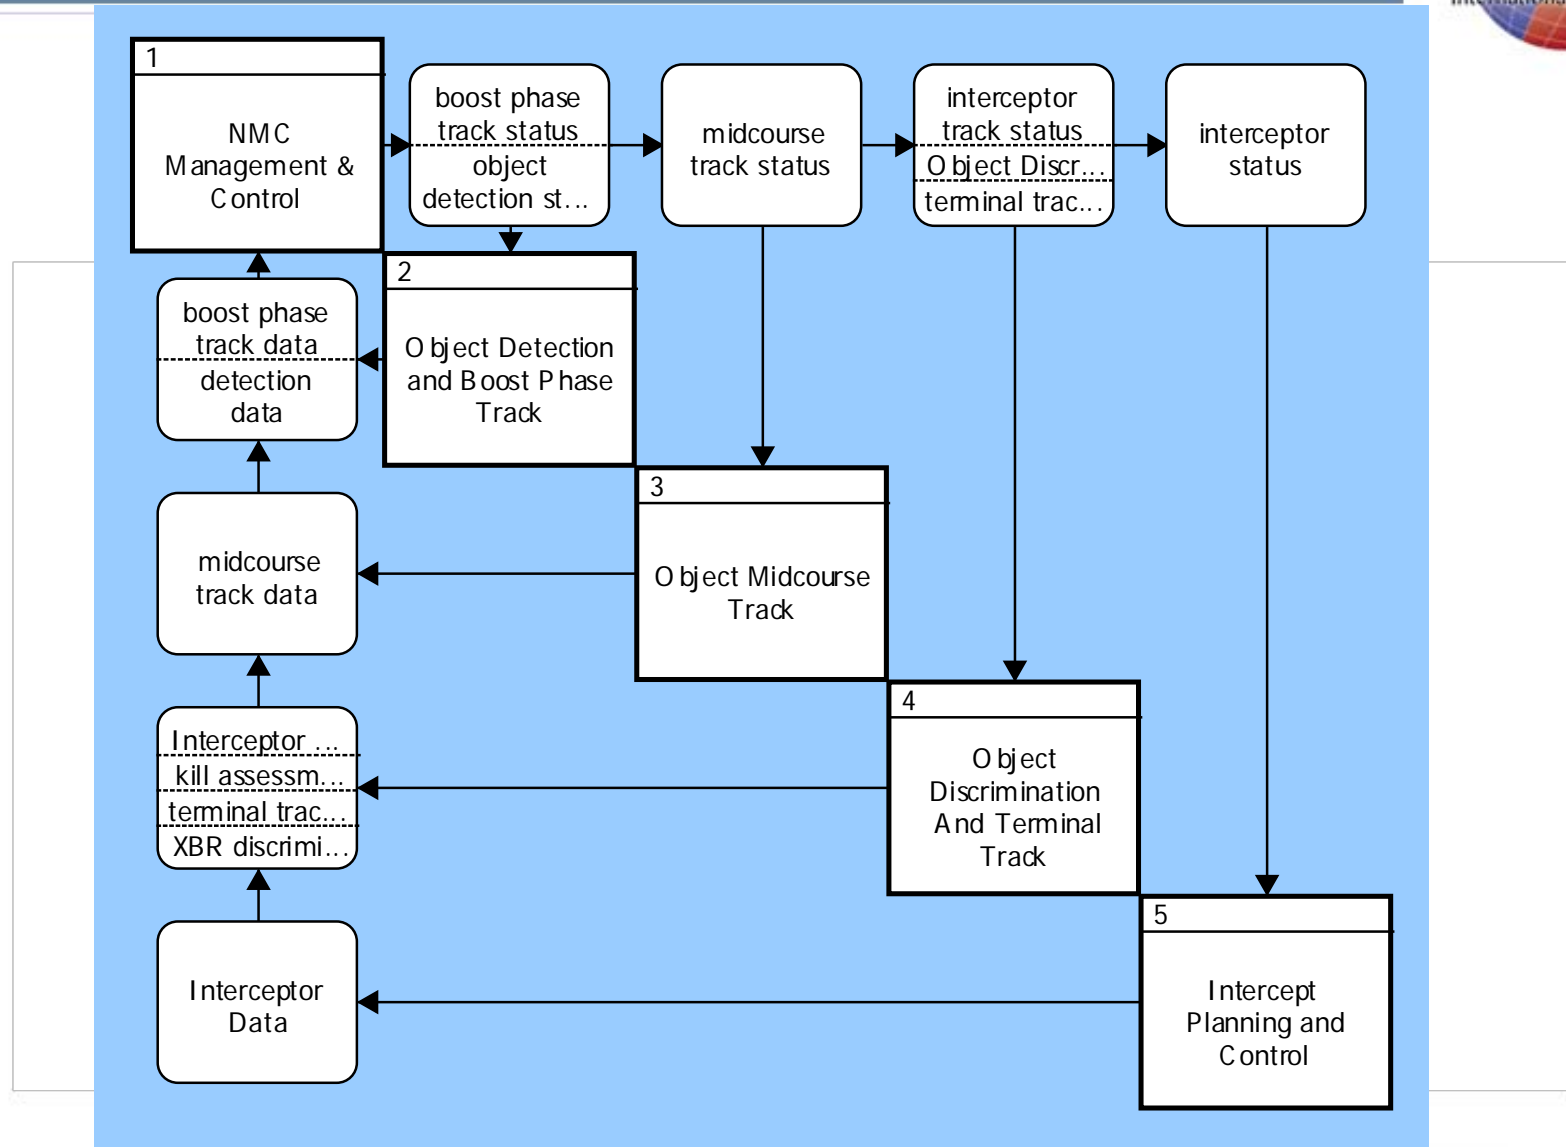 1
NMC
Management &
Control
boost phase
track status
object
detection st...
midcourse
track status
interceptor
track status
Object Discr...
terminal trac...
interceptor
status
boost phase
track data
detection
data
2
Object Detection
and Boost Phase
Track
midcourse
track data
3
Object Midcourse
Track
Interceptor ...
kill assessm...
terminal trac...
XBR discrimi...
4
Object
Discrimination
And Terminal
Track
Interceptor
Data
5
Intercept
Planning and
Control